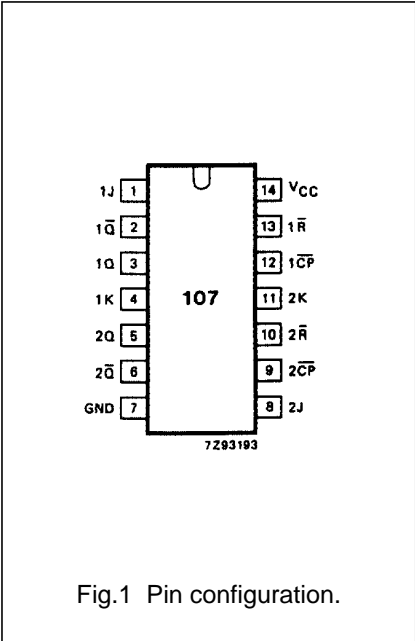 1J 1 14 VCC
1Q̅ 2 13 1R̅
1Q 3 12 1C̅P̅
1K 4 107 11 2K
2Q 5 10 2R̅
2Q̅ 6 9 2C̅P̅
GND 7 8 2J
7Z93193
Fig.1 Pin configuration.